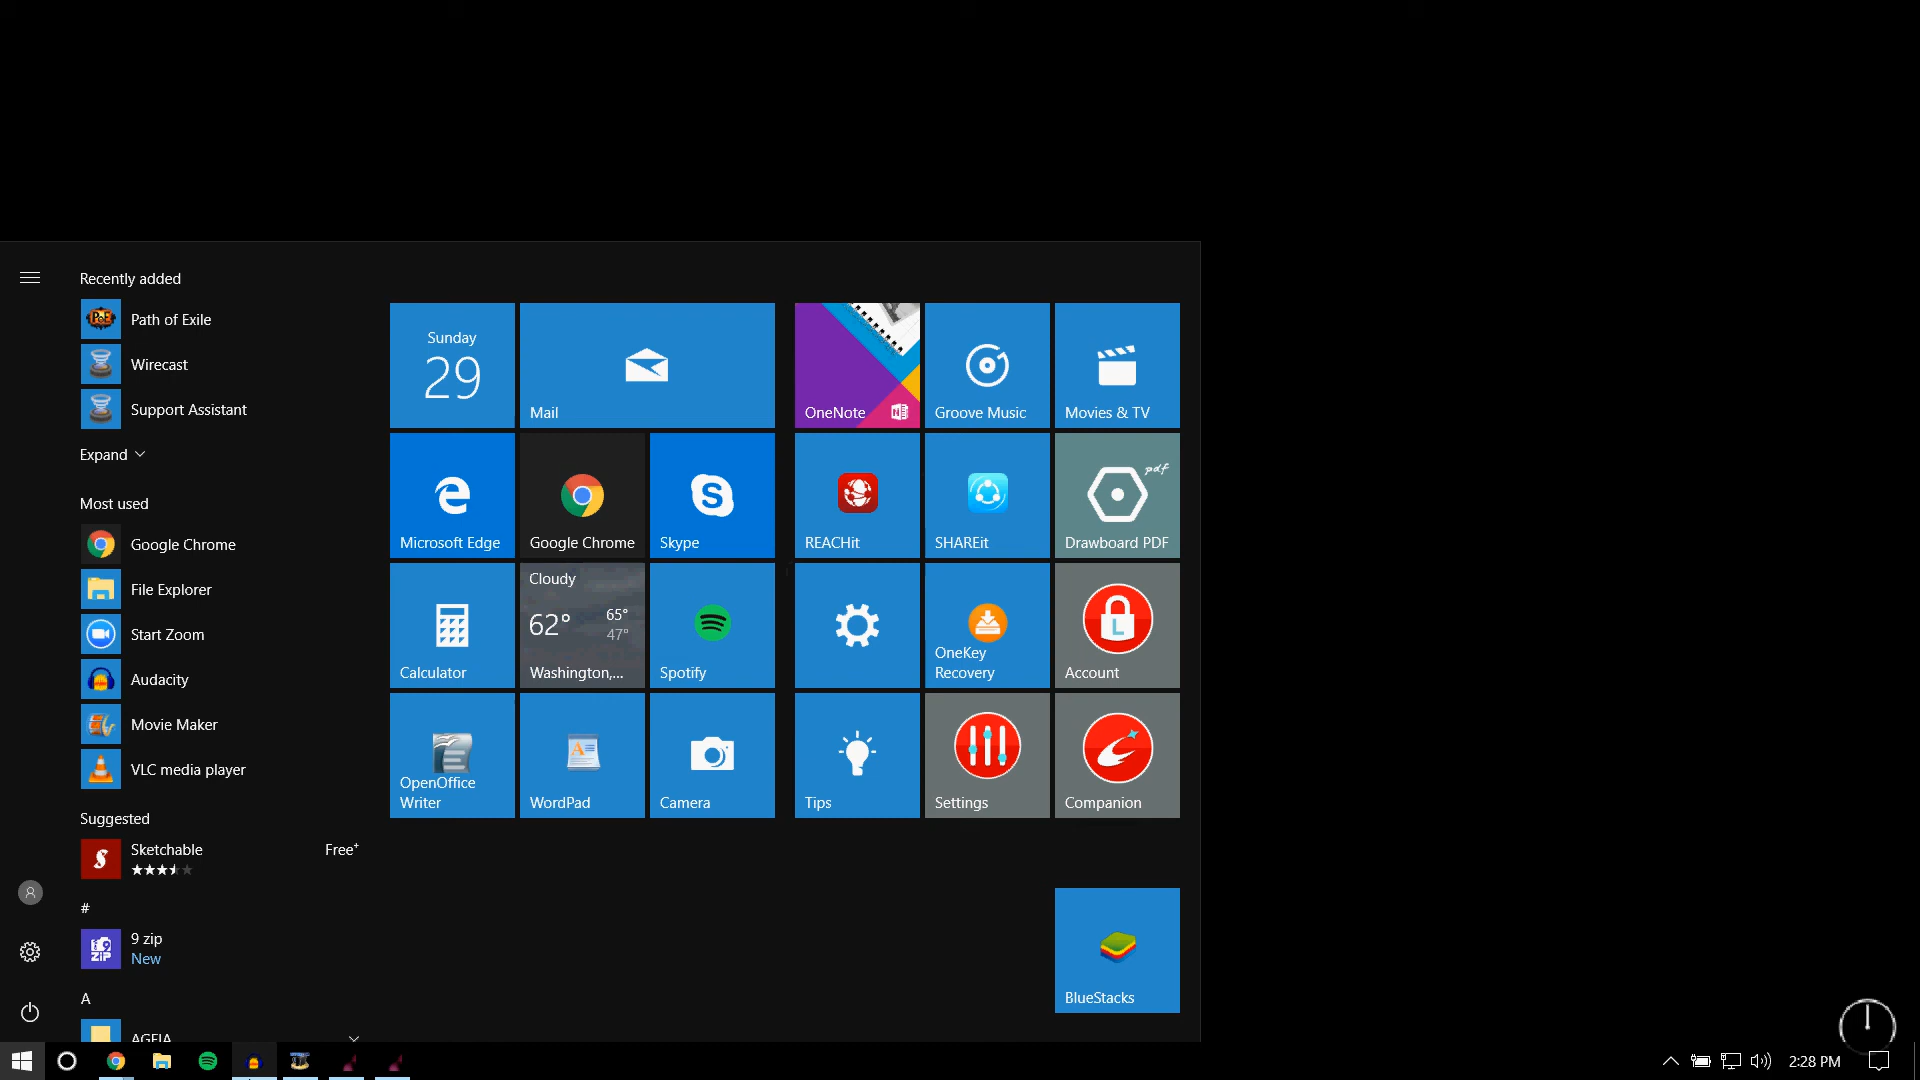 Recently added
Path of Exile
Wirecast
Support Assistant
Expand
Most used
Google Chrome
File Explorer
Start Zoom
Audacity
Movie Maker
VLC media player
Suggested
Sketchable
Free+
#
9 zip
New
A
AGEIA
Sunday
29
Mail
Microsoft Edge
Google Chrome
Skype
Cloudy
62°
65°
47°
Calculator
Washington,...
Spotify
OpenOffice
Writer
WordPad
Camera
OneNote
Groove Music
Movies & TV
REACHit
SHAREit
pdf
Drawboard PDF
OneKey
Recovery
L
Account
Tips
Settings
Companion
BlueStacks
2:28 PM